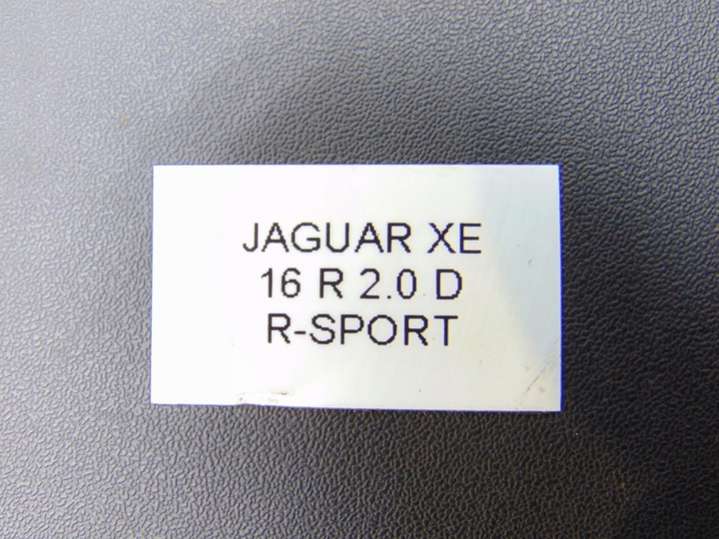 JAGUAR XE
16 R 2.0 D
R-SPORT